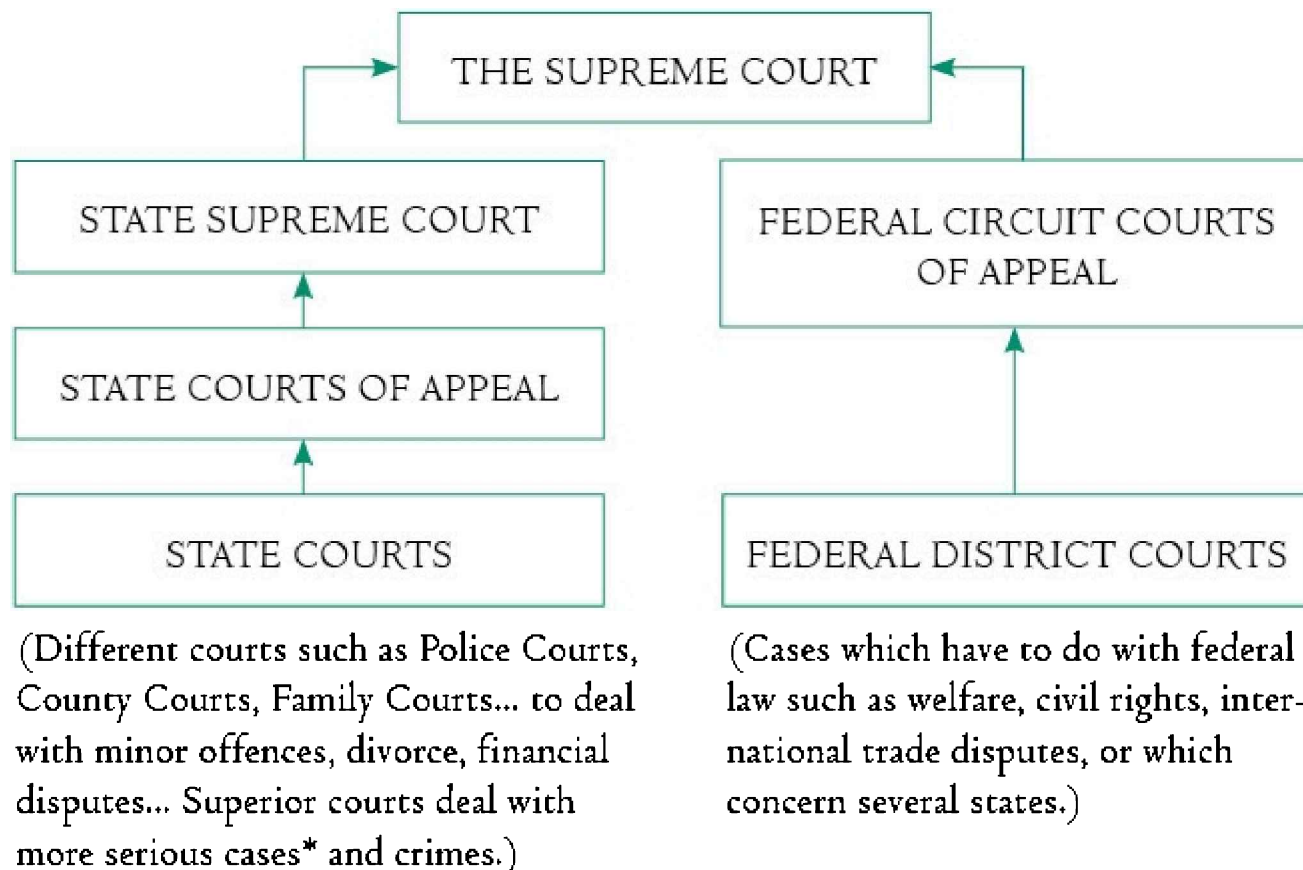 THE SUPREME COURT
STATE SUPREME COURT
FEDERAL CIRCUIT COURTS
OF APPEAL
STATE COURTS OF APPEAL
STATE COURTS
FEDERAL DISTRICT COURTS
(Different courts such as Police Courts,
County Courts, Family Courts... to deal
with minor offences, divorce, financial
disputes... Superior courts deal with
more serious cases* and crimes.)
(Cases which have to do with federal
law such as welfare, civil rights, inter-
national trade disputes, or which
concern several states.)